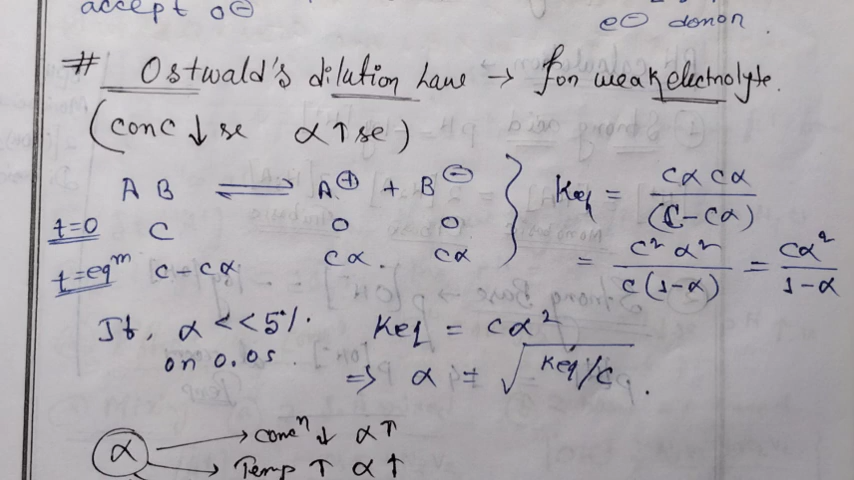 accept e⊖
e⊖ donor.
# Ostwald's dilution Law → for weak electrolyte.
(conc ↓ se α ↑ se)
A B ⇌ A⊕ + B⊖
t=0 C 0 0
t=eqᵐ C-Cα Cα. Cα
Keq = CαCα/(C-Cα)
= C²α²/C(1-α) = Cα²/1-α
If, α <<5%. Keq = Cα²
or 0.05. ⇒ α = √Keq/C.
α → concⁿ ↓ α↑
→ Temp ↑ α↑